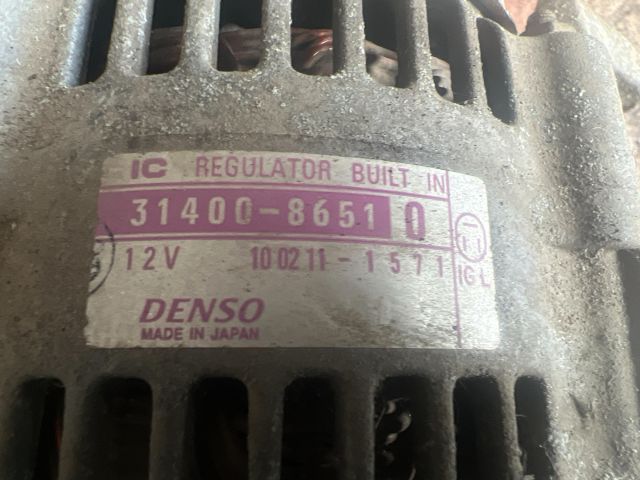 IC REGULATOR BUILT IN
31400-8651 0
12V 100211-1571
IG L
DENSO
MADE IN JAPAN